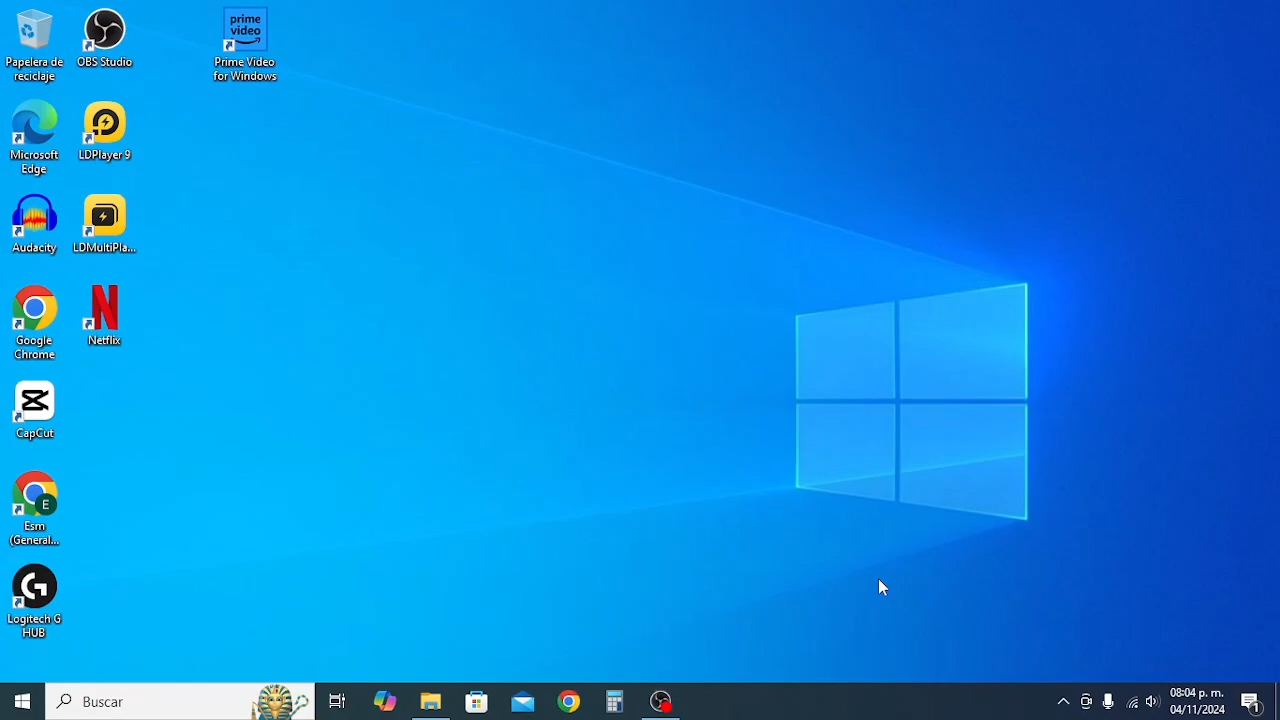 Papelera de
reciclaje
OBS Studio
prime
video
Prime Video
for Windows
Microsoft
Edge
LDPlayer 9
Audacity
LDMultiPla...
Google
Chrome
Netflix
CapCut
E
Esm
(General...
Logitech G
HUB
Buscar
08:04 p. m.
04/11/2024
1